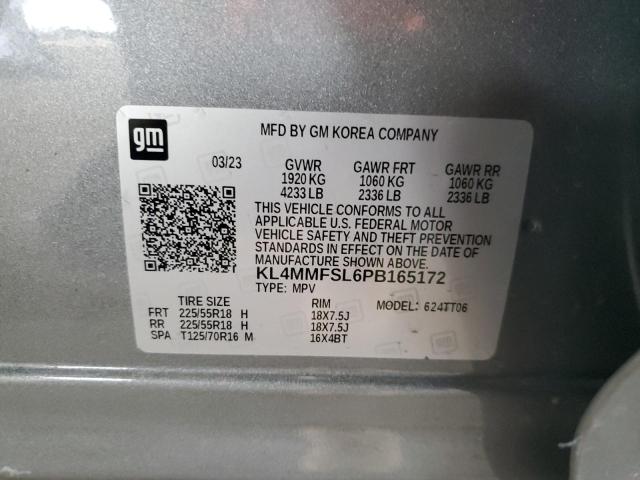 gm
MFD BY GM KOREA COMPANY
03/23 GVWR GAWR FRT GAWR RR
1920 KG 1060 KG 1060 KG
4233 LB 2336 LB 2336 LB
THIS VEHICLE CONFORMS TO ALL
APPLICABLE U.S. FEDERAL MOTOR
VEHICLE SAFETY AND THEFT PREVENTION
STANDARDS IN EFFECT ON THE DATE OF
MANUFACTURE SHOWN ABOVE.
KL4MMFSL6PB165172
TYPE: MPV
TIRE SIZE RIM MODEL: 624TT06
FRT 225/55R18 H 18X7.5J
RR 225/55R18 H 18X7.5J
SPA T125/70R16 M 16X4BT